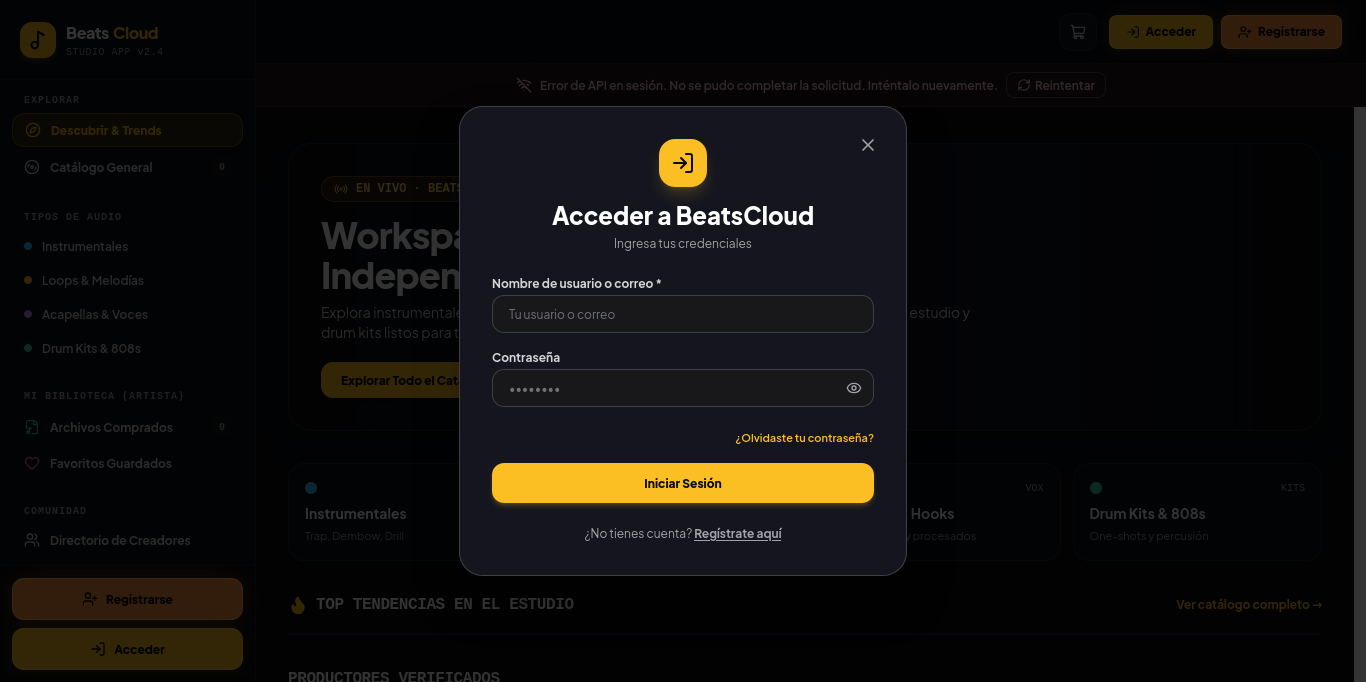 Beats Cloud
STUDIO APP v2.4
EXPLORAR
Descubrir & Trends
Catálogo General 0
TIPOS DE AUDIO
Instrumentales
Loops & Melodías
Acapellas & Voces
Drum Kits & 808s
MI BIBLIOTECA (ARTISTA)
Archivos Comprados 0
Favoritos Guardados
COMUNIDAD
Directorio de Creadores
Registrarse
Acceder
Acceder
Registrarse
Error de API en sesión. No se pudo completar la solicitud. Inténtalo nuevamente.
Reintentar
EN VIVO · BEATS
Workspa
Indepen
Explora instrumentale
estudio y
drum kits listos para t
Explorar Todo el Cat
Acceder a BeatsCloud
Ingresa tus credenciales
Nombre de usuario o correo *
Tu usuario o correo
Contraseña
••••••••
¿Olvidaste tu contraseña?
Iniciar Sesión
¿No tienes cuenta? Regístrate aquí
Instrumentales
Trap, Dembow, Drill
VOX
Hooks
y procesados
KITS
Drum Kits & 808s
One-shots y percusión
TOP TENDENCIAS EN EL ESTUDIO
Ver catálogo completo →
PRODUCTORES VERIFICADOS